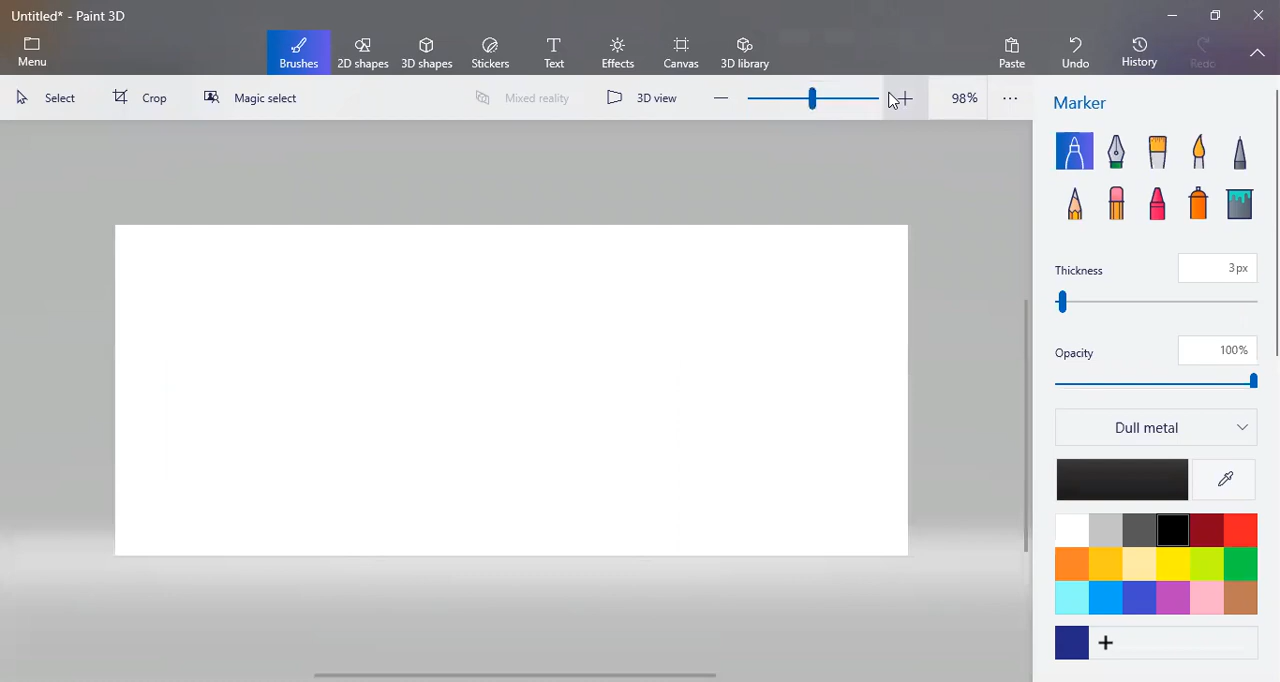 Untitled* - Paint 3D
Menu
Brushes
2D shapes
3D shapes
Stickers
Text
Effects
Canvas
3D library
Paste
Undo
History
Redo
Select
Crop
Magic select
Mixed reality
3D view
98%
Marker
Thickness
3px
Opacity
100%
Dull metal